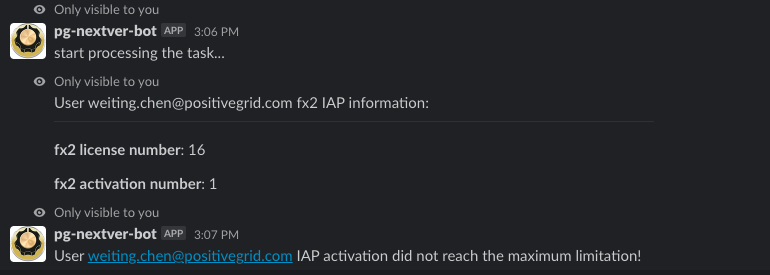 Only visible to you
pg-nextver-bot APP 3:06 PM
start processing the task...
Only visible to you
User weiting.chen@positivegrid.com fx2 IAP information:
fx2 license number: 16
fx2 activation number: 1
Only visible to you
pg-nextver-bot APP 3:07 PM
User weiting.chen@positivegrid.com IAP activation did not reach the maximum limitation!